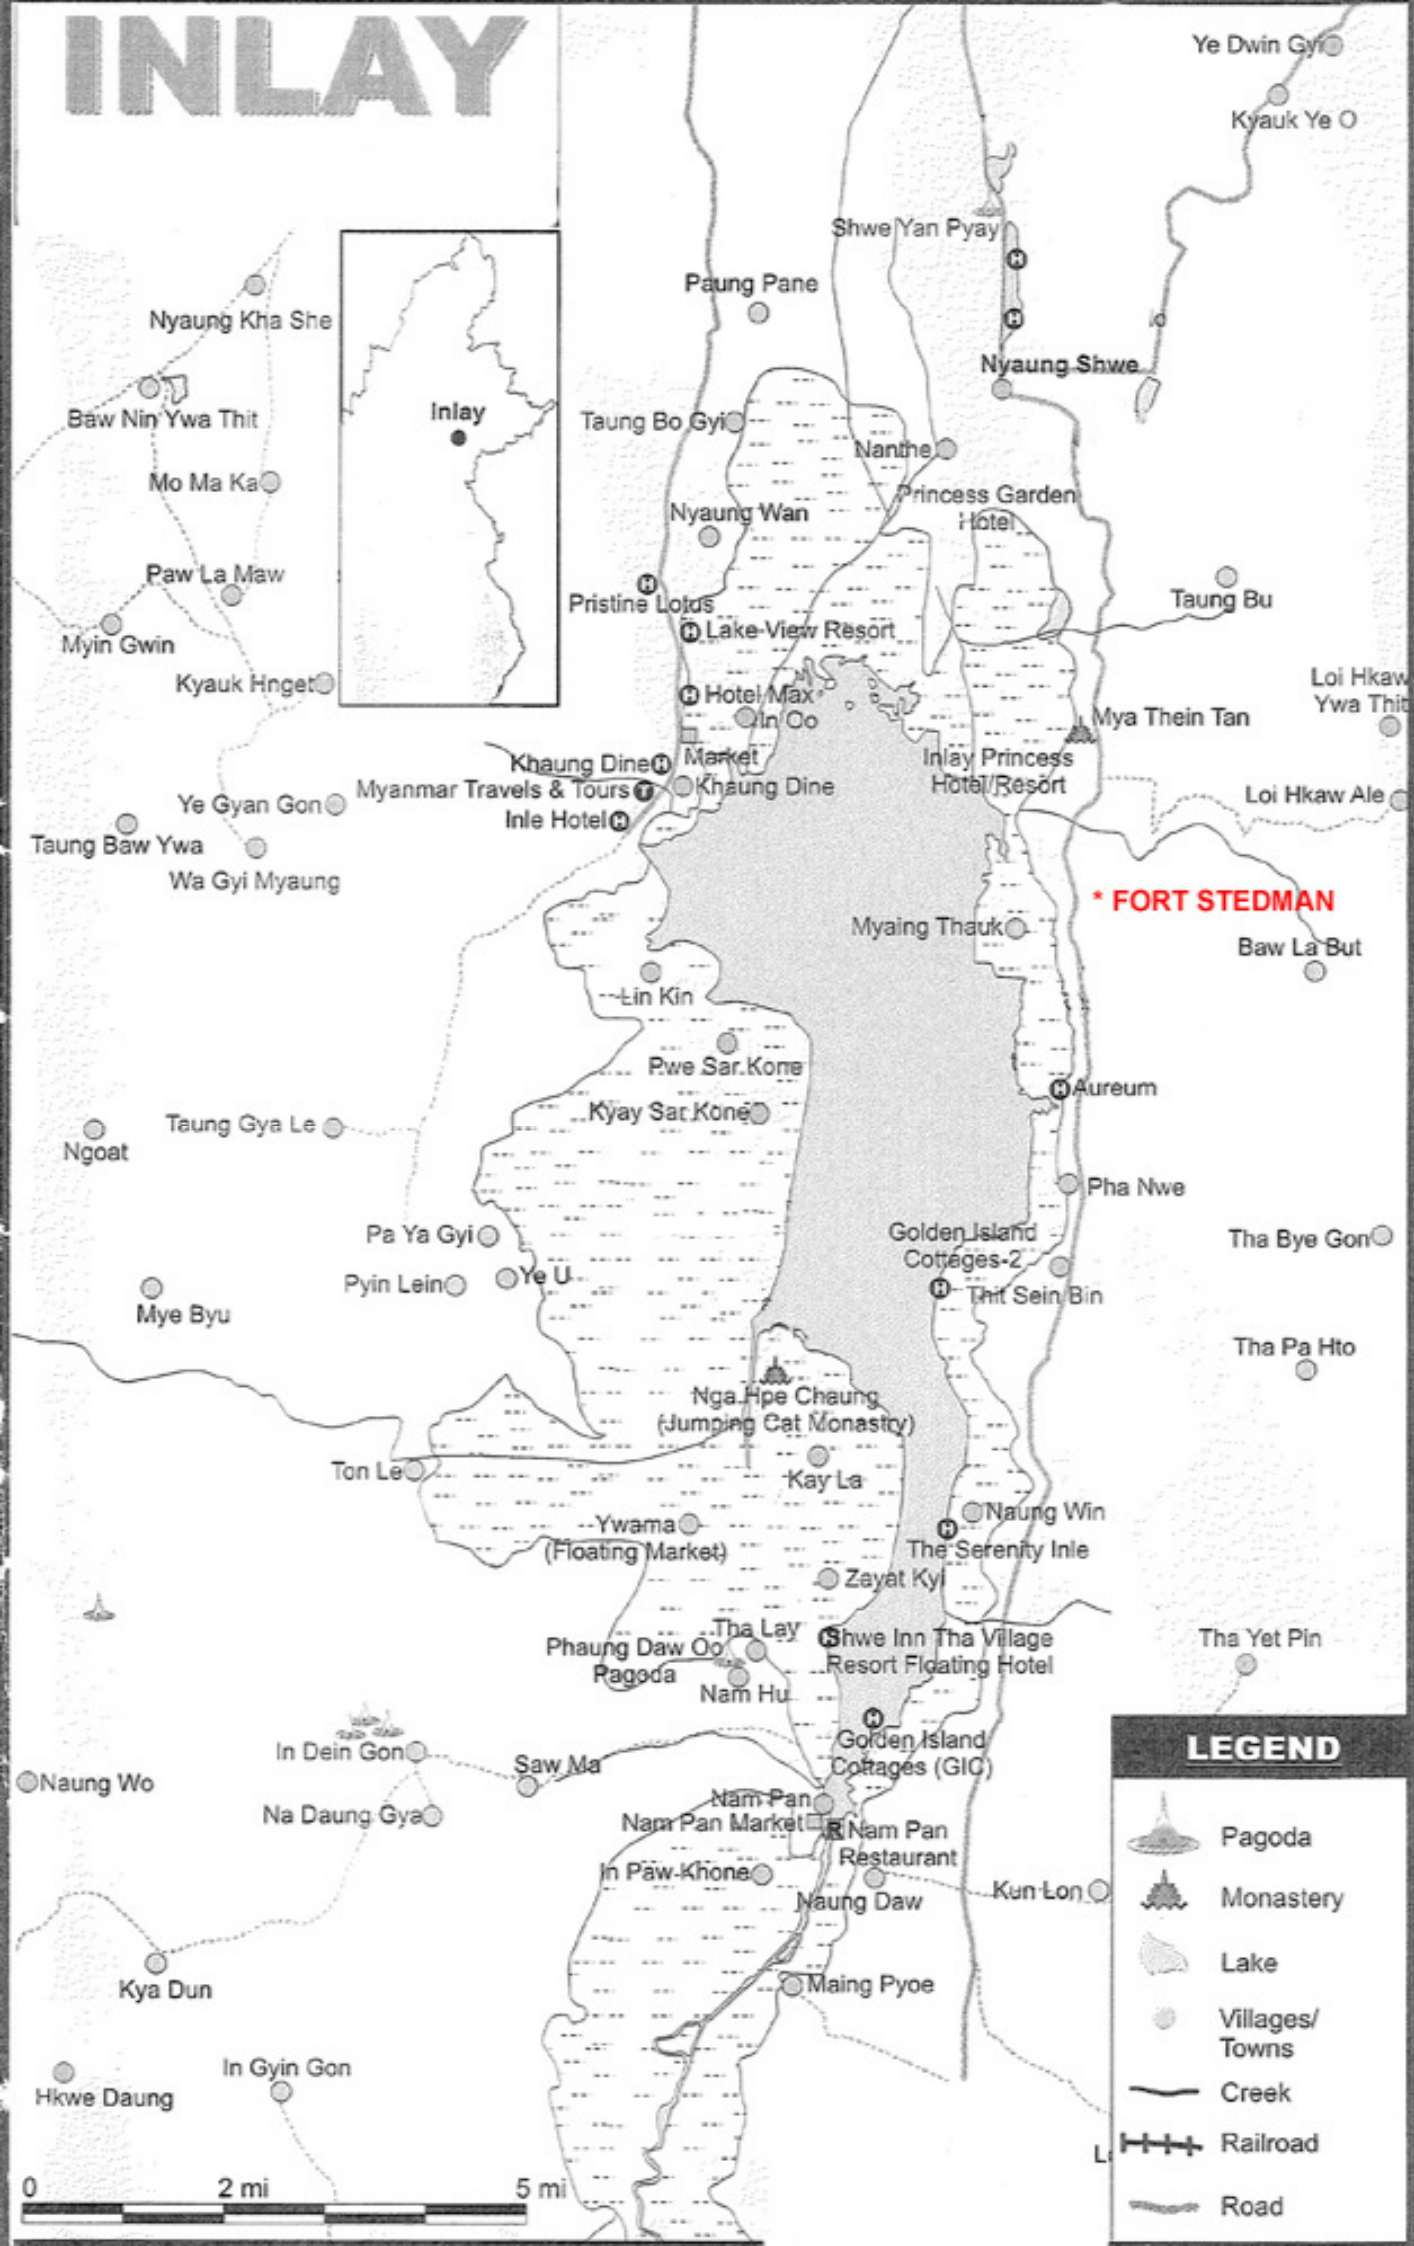 INLAY
Ye Dwin Gyi
Kyauk Ye O
Shwe Yan Pyay
Paung Pane
Nyaung Kha She
Nyaung Shwe
Baw Nin Ywa Thit
Inlay
Taung Bo Gyi
Nanthe
Mo Ma Ka
Princess Garden
Hotel
Nyaung Wan
Paw La Maw
Pristine Lotus
Taung Bu
Myin Gwin
Lake View Resort
Kyauk Hnget
Hotel Max
In Oo
Loi Hkaw
Ywa Thit
Mya Thein Tan
Khaung Dine
Market
Inlay Princess
Hotel/Resort
Myanmar Travels & Tours
Khaung Dine
Ye Gyan Gon
Loi Hkaw Ale
Inle Hotel
Taung Baw Ywa
Wa Gyi Myaung
* FORT STEDMAN
Myaing Thauk
Baw La But
Lin Kin
Pwe Sar Kone
Kyay Sar Kone
Aureum
Taung Gya Le
Ngoat
Pha Nwe
Pa Ya Gyi
Golden Island
Cottages-2
Tha Bye Gon
Pyin Lein
Ye U
Thit Sein Bin
Mye Byu
Tha Pa Hto
Nga Hpe Chaung
(Jumping Cat Monastry)
Ton Le
Kay La
Naung Win
Ywama
(Floating Market)
The Serenity Inle
Zayat Kyi
Tha Lay
Phaung Daw Oo
Pagoda
Shwe Inn Tha Village
Resort Floating Hotel
Tha Yet Pin
Nam Hu
Golden Island
Cottages (GIC)
In Dein Gon
Saw Ma
Naung Wo
Na Daung Gya
Nam Pan
Nam Pan Market
R Nam Pan
Restaurant
In Paw Khone
Naung Daw
Kun Lon
Kya Dun
Maing Pyoe
In Gyin Gon
Hkwe Daung
0 2 mi 5 mi
LEGEND
Pagoda
Monastery
Lake
Villages/
Towns
Creek
Railroad
Road